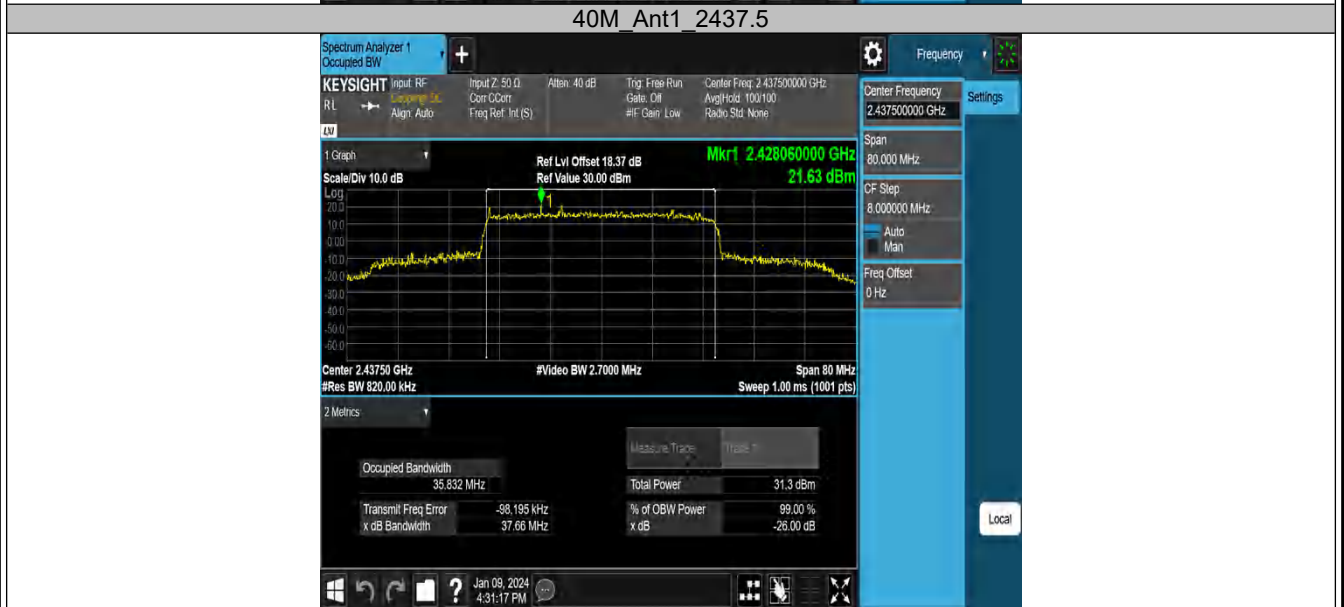 40M_Ant1_2437.5
Spectrum Analyzer 1
Occupied BW
+
Frequency
KEYSIGHT Input: RF Input Z: 50 Ω Atten: 40 dB Trig: Free Run Center Freq: 2.437500000 GHz
RL Coupling: DC Corr CCorr Gate: Off Avg|Hold: 100/100
Align: Auto Freq Ref: Int (S) #IF Gain: Low Radio Std: None
LXI
Center Frequency
2.437500000 GHz
Settings
Span
80.000 MHz
CF Step
8.000000 MHz
Auto
Man
Freq Offset
0 Hz
1 Graph
Ref Lvl Offset 18.37 dB
Mkr1 2.428060000 GHz
Scale/Div 10.0 dB
Ref Value 30.00 dBm
21.63 dBm
Log
1
20.0
10.0
0.00
-10.0
-20.0
-30.0
-40.0
-50.0
-60.0
Center 2.43750 GHz #Video BW 2.7000 MHz Span 80 MHz
#Res BW 820.00 kHz Sweep 1.00 ms (1001 pts)
2 Metrics
Measure Trace Trace 1
Occupied Bandwidth
35.832 MHz
Total Power 31.3 dBm
Transmit Freq Error -98.195 kHz % of OBW Power 99.00 %
x dB Bandwidth 37.66 MHz x dB -26.00 dB
Local
? Jan 09, 2024
4:31:17 PM